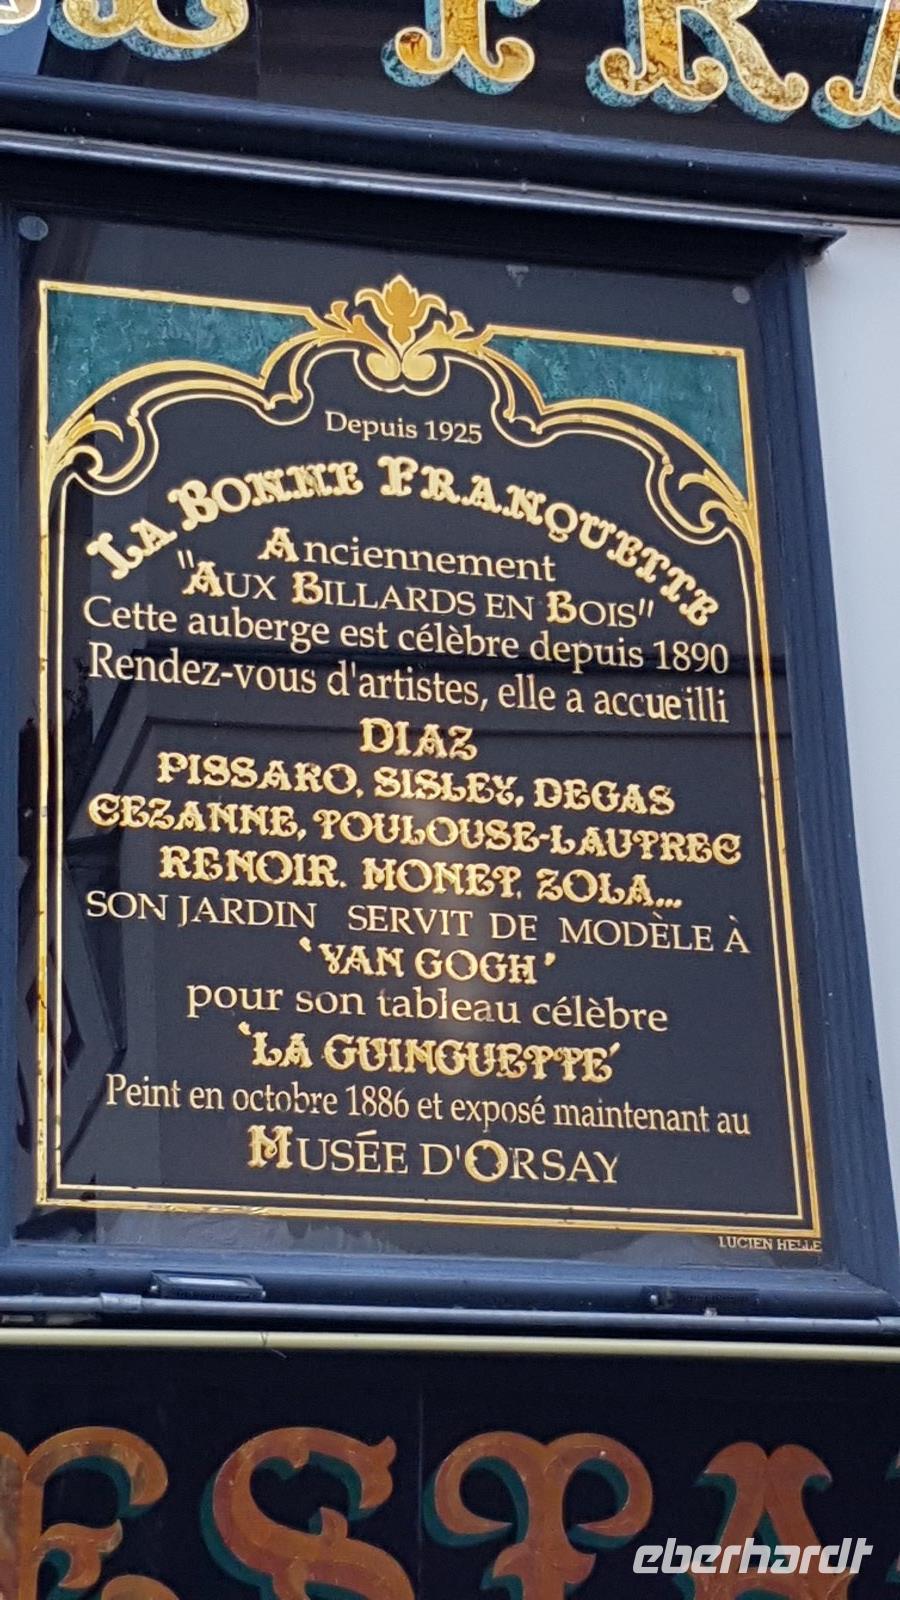 Depuis 1925
LA BONNE FRANQUETTE
Anciennement
"AUX BILLARDS EN BOIS"
Cette auberge est célèbre depuis 1890
Rendez-vous d'artistes, elle a accueilli
DIAZ
PISSARO, SISLEY, DEGAS
CEZANNE, TOULOUSE-LAUTREC
RENOIR. MONET. ZOLA...
SON JARDIN SERVIT DE MODÈLE À
'VAN GOGH'
pour son tableau célèbre
'LA GUINGUETTE'
Peint en octobre 1886 et exposé maintenant au
MUSÉE D'ORSAY
LUCIEN HELLE
eberhardt